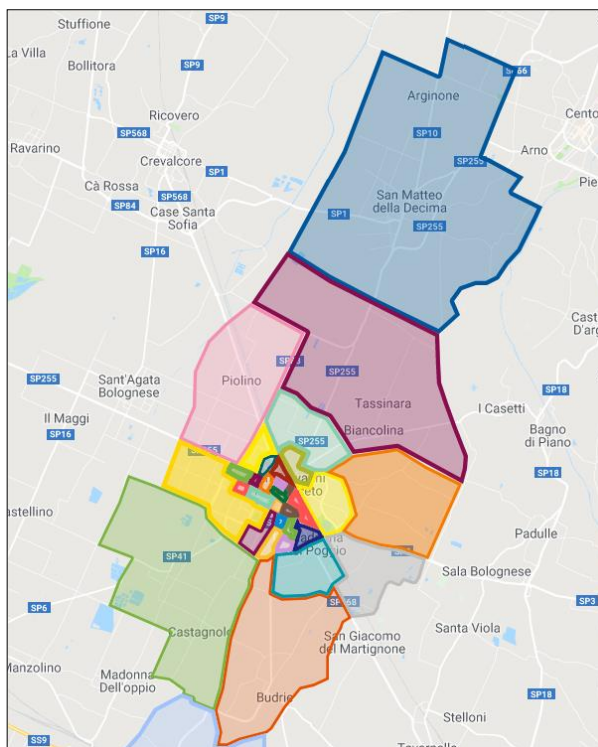 Stuffione
SP9
La Villa
SP9
Bollitora
Arginone
Ricovero
SP568
SP10
Cento
Ravarino
Crevalcore
Arno
SP255
SP1
Cà Rossa
SP568
San Matteo
della Decima
SP84
Case Santa
Sofia
SP1
SP255
SP16
SP255
Sant'Agata
Bolognese
Piolino
SP255
SP18
Tassinara
Il Maggi
I Casetti
SP16
SP255
Biancolina
Bagno
di Piano
SP18
SP41
Padulle
Sala Bolognese
SP6
SP3
Castagnolo
San Giacomo
del Martignone
Santa Viola
Manzolino
Madonna
Dell'oppio
Budrie
SP18
Stelloni
SS9